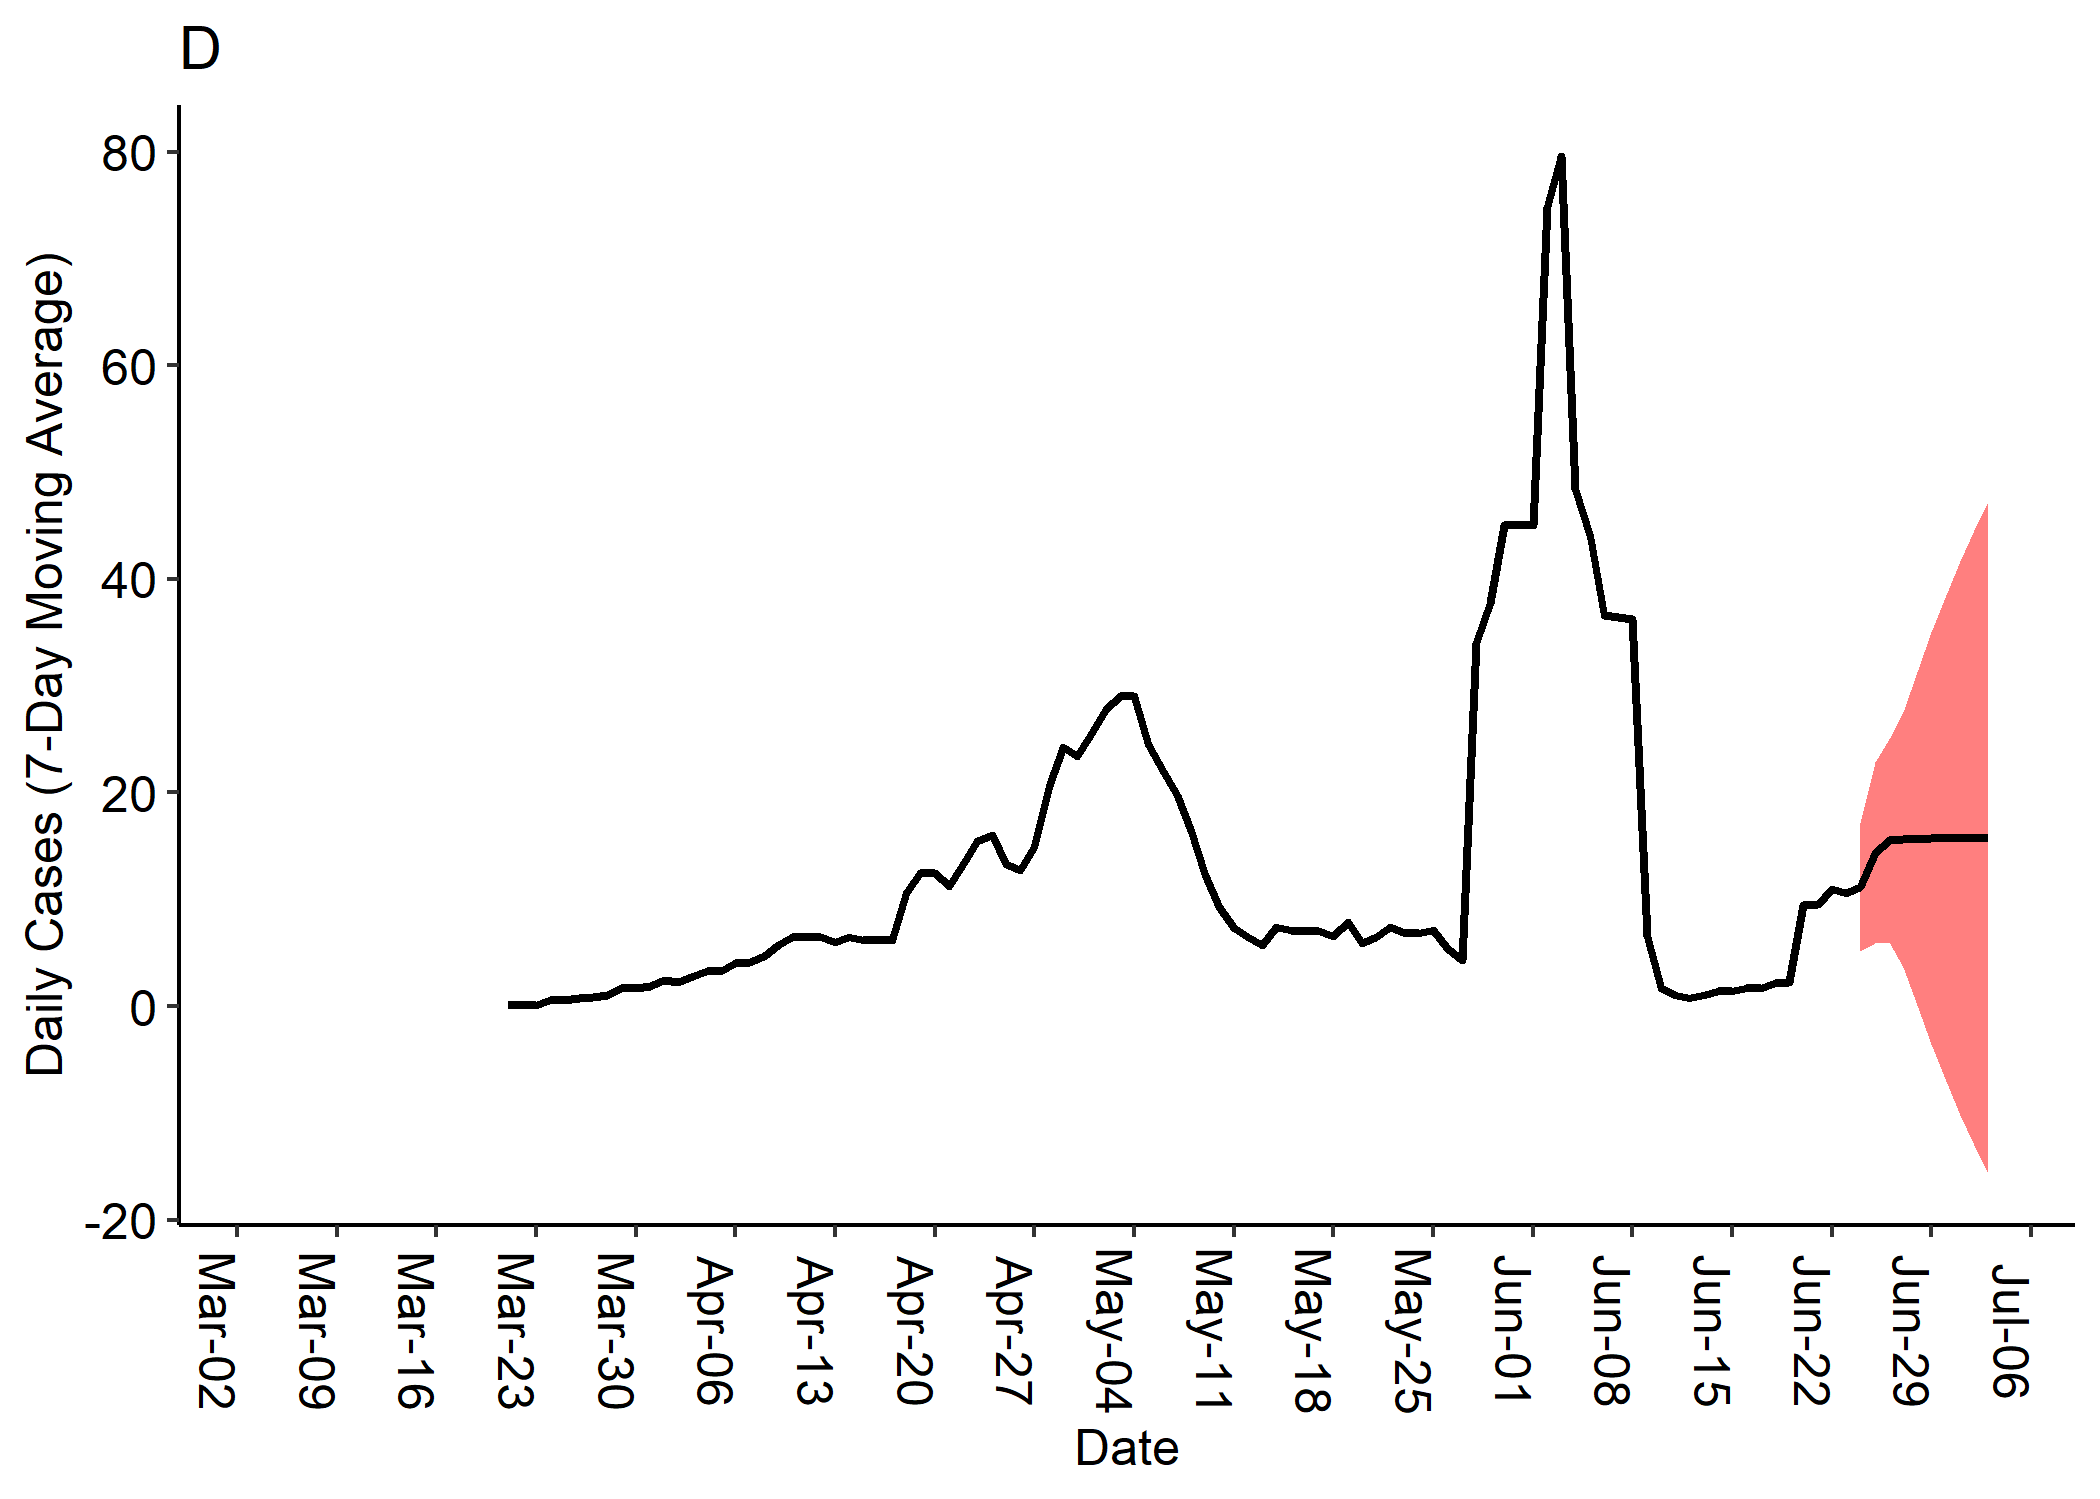 D
Daily Cases (7-Day Moving Average)
80
60
40
20
0
-20
Mar-02
Mar-09
Mar-16
Mar-23
Mar-30
Apr-06
Apr-13
Apr-20
Apr-27
May-04
May-11
May-18
May-25
Jun-01
Jun-08
Jun-15
Jun-22
Jun-29
Jul-06
Date